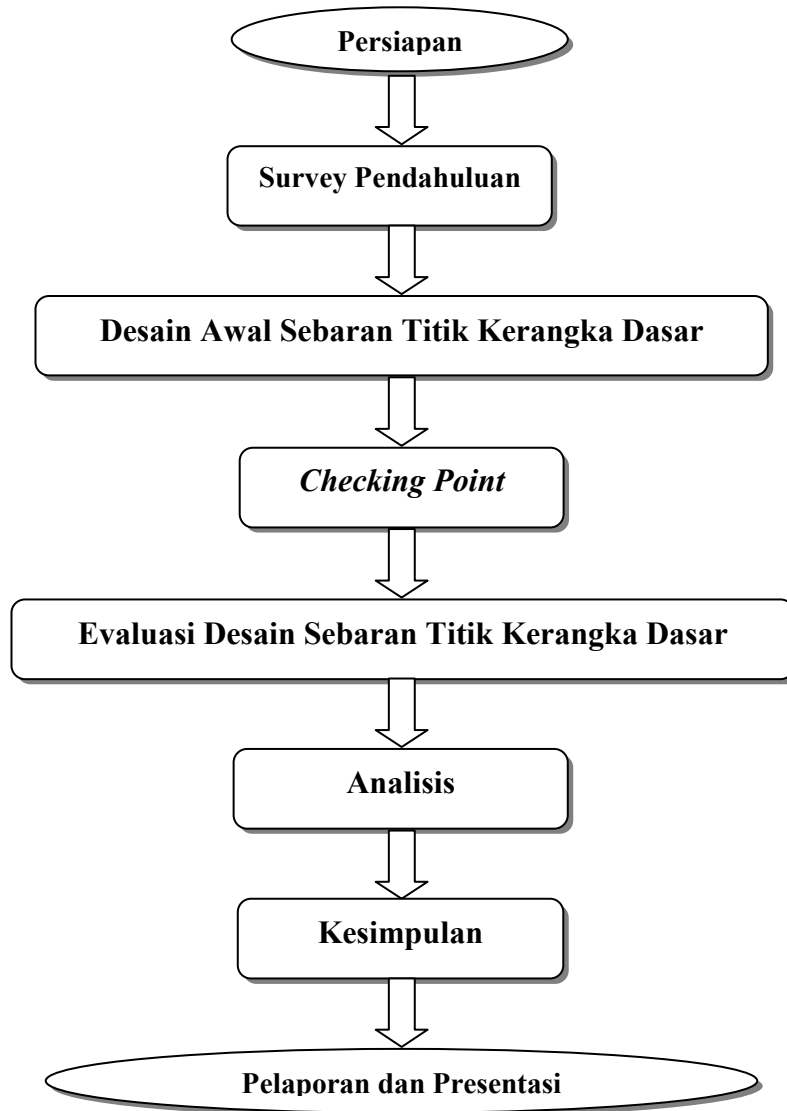 Persiapan
Survey Pendahuluan
Desain Awal Sebaran Titik Kerangka Dasar
Checking Point
Evaluasi Desain Sebaran Titik Kerangka Dasar
Analisis
Kesimpulan
Pelaporan dan Presentasi